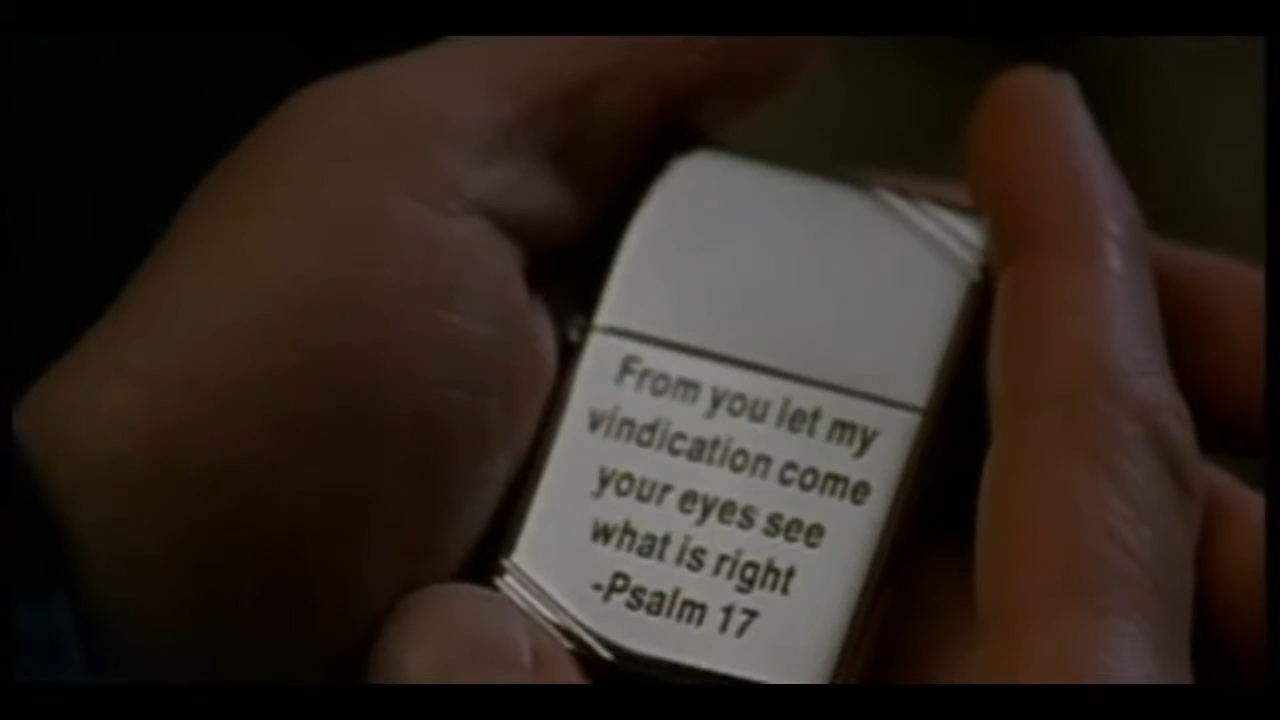 From you let my
vindication come
your eyes see
what is right
-Psalm 17